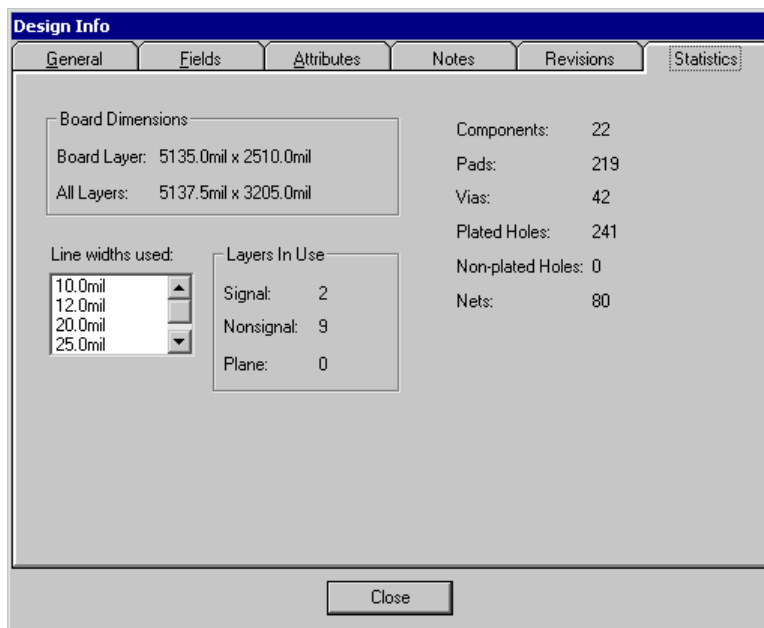 Design Info
General Fields Attributes Notes Revisions Statistics
Board Dimensions
Board Layer: 5135.0mil x 2510.0mil
All Layers: 5137.5mil x 3205.0mil
Line widths used:
10.0mil
12.0mil
20.0mil
25.0mil
Layers In Use
Signal: 2
Nonsignal: 9
Plane: 0
Components: 22
Pads: 219
Vias: 42
Plated Holes: 241
Non-plated Holes: 0
Nets: 80
Close